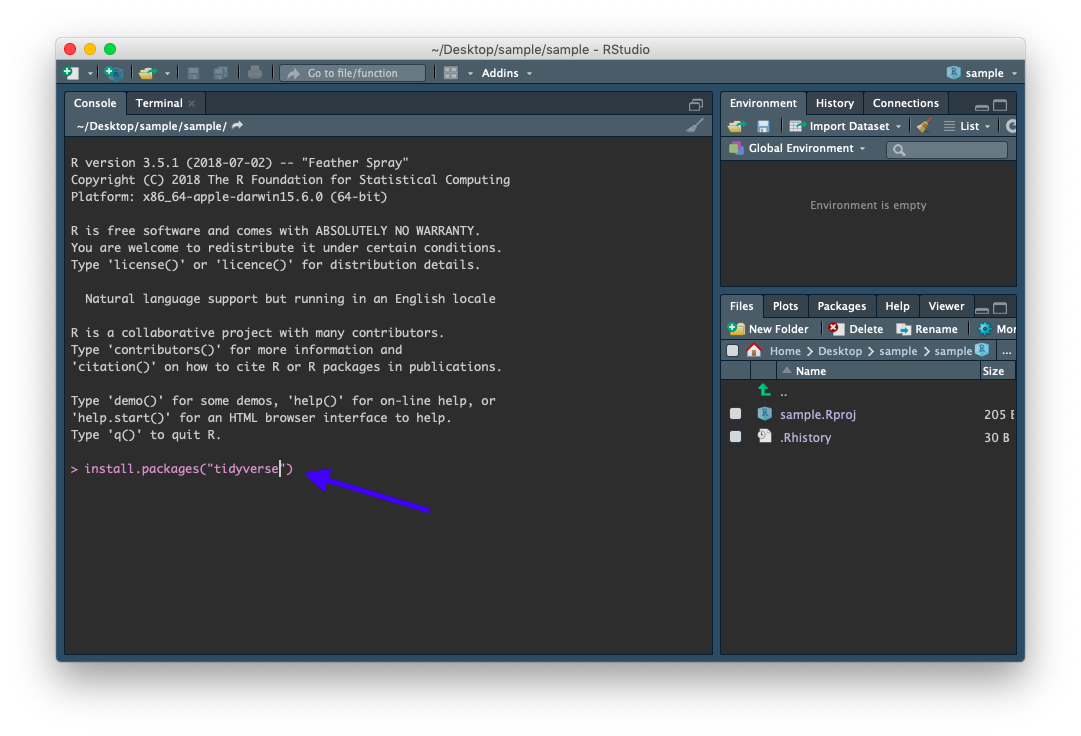 ~/Desktop/sample/sample - RStudio
Go to file/function
Addins
sample
Console
Terminal
~/Desktop/sample/sample/
R version 3.5.1 (2018-07-02) -- "Feather Spray"
Copyright (C) 2018 The R Foundation for Statistical Computing
Platform: x86_64-apple-darwin15.6.0 (64-bit)
R is free software and comes with ABSOLUTELY NO WARRANTY.
You are welcome to redistribute it under certain conditions.
Type 'license()' or 'licence()' for distribution details.
Natural language support but running in an English locale
R is a collaborative project with many contributors.
Type 'contributors()' for more information and
'citation()' on how to cite R or R packages in publications.
Type 'demo()' for some demos, 'help()' for on-line help, or
'help.start()' for an HTML browser interface to help.
Type 'q()' to quit R.
> install.packages("tidyverse")
Environment History Connections
Import Dataset List
Global Environment
Environment is empty
Files Plots Packages Help Viewer
New Folder Delete Rename Mor
Home Desktop sample sample ...
Name Size
..
sample.Rproj 205 B
.Rhistory 30 B